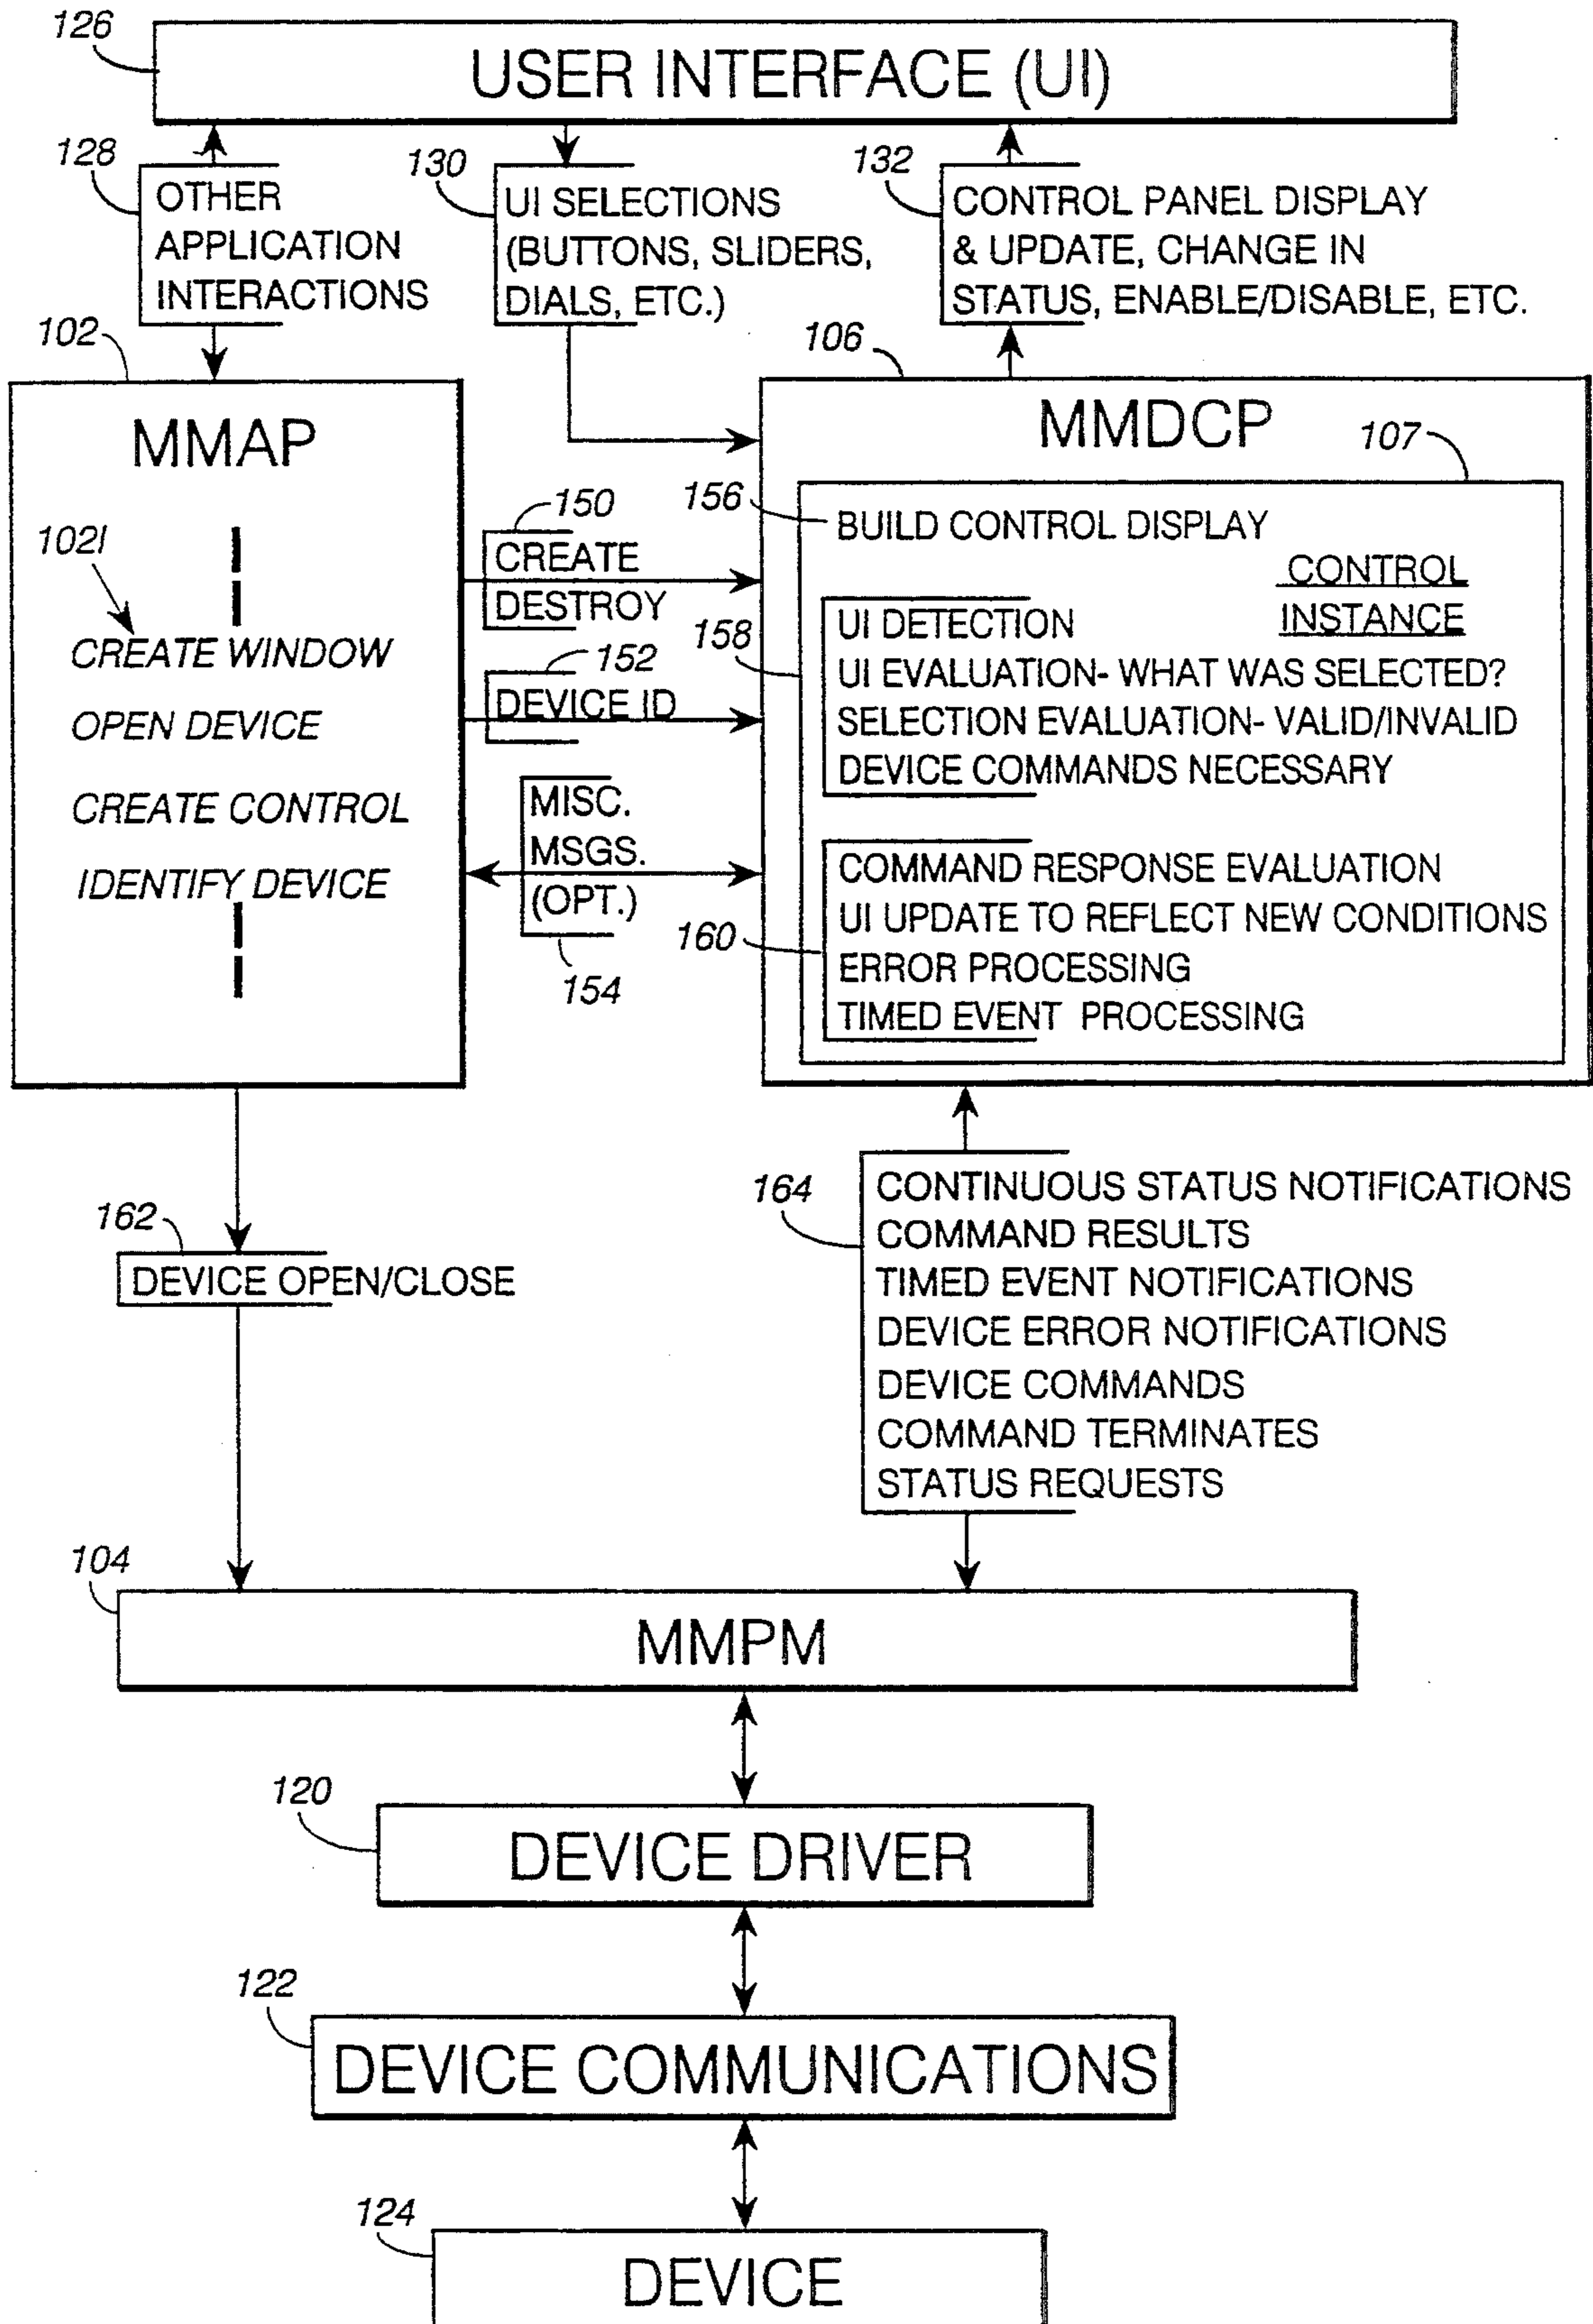 126
USER INTERFACE (UI)
128
OTHER
APPLICATION
INTERACTIONS
130
UI SELECTIONS
(BUTTONS, SLIDERS,
DIALS, ETC.)
132
CONTROL PANEL DISPLAY
& UPDATE, CHANGE IN
STATUS, ENABLE/DISABLE, ETC.
102
MMAP
102I
CREATE WINDOW
OPEN DEVICE
CREATE CONTROL
IDENTIFY DEVICE
150
CREATE
DESTROY
152
DEVICE ID
MISC.
MSGS.
(OPT.)
154
106
MMDCP
107
156
BUILD CONTROL DISPLAY
CONTROL
INSTANCE
158
UI DETECTION
UI EVALUATION- WHAT WAS SELECTED?
SELECTION EVALUATION- VALID/INVALID
DEVICE COMMANDS NECESSARY
160
COMMAND RESPONSE EVALUATION
UI UPDATE TO REFLECT NEW CONDITIONS
ERROR PROCESSING
TIMED EVENT PROCESSING
162
DEVICE OPEN/CLOSE
164
CONTINUOUS STATUS NOTIFICATIONS
COMMAND RESULTS
TIMED EVENT NOTIFICATIONS
DEVICE ERROR NOTIFICATIONS
DEVICE COMMANDS
COMMAND TERMINATES
STATUS REQUESTS
104
MMPM
120
DEVICE DRIVER
122
DEVICE COMMUNICATIONS
124
DEVICE